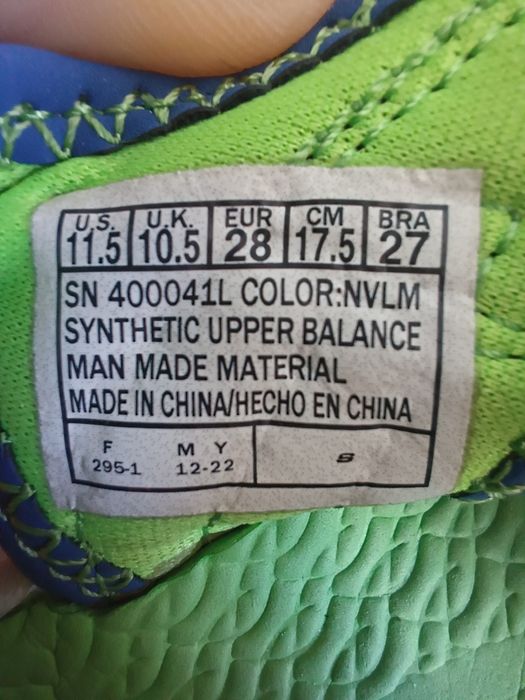 U.S. U.K. EUR CM BRA
11.5 10.5 28 17.5 27
SN 400041L COLOR:NVLM
SYNTHETIC UPPER BALANCE
MAN MADE MATERIAL
MADE IN CHINA/HECHO EN CHINA
F M Y S
295-1 12-22